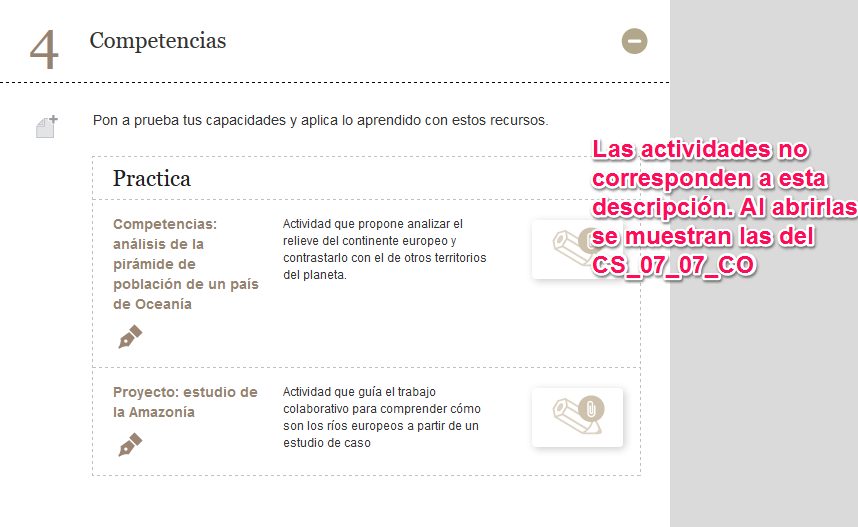 4 Competencias
Pon a prueba tus capacidades y aplica lo aprendido con estos recursos.
Las actividades no
corresponden a esta
descripción. Al abrirlas
se muestran las del
CS_07_07_CO
Practica
Competencias:
análisis de la
pirámide de
población de un país
de Oceanía
Actividad que propone analizar el
relieve del continente europeo y
contrastarlo con el de otros territorios
del planeta.
Proyecto: estudio de
la Amazonía
Actividad que guía el trabajo
colaborativo para comprender cómo
son los ríos europeos a partir de un
estudio de caso